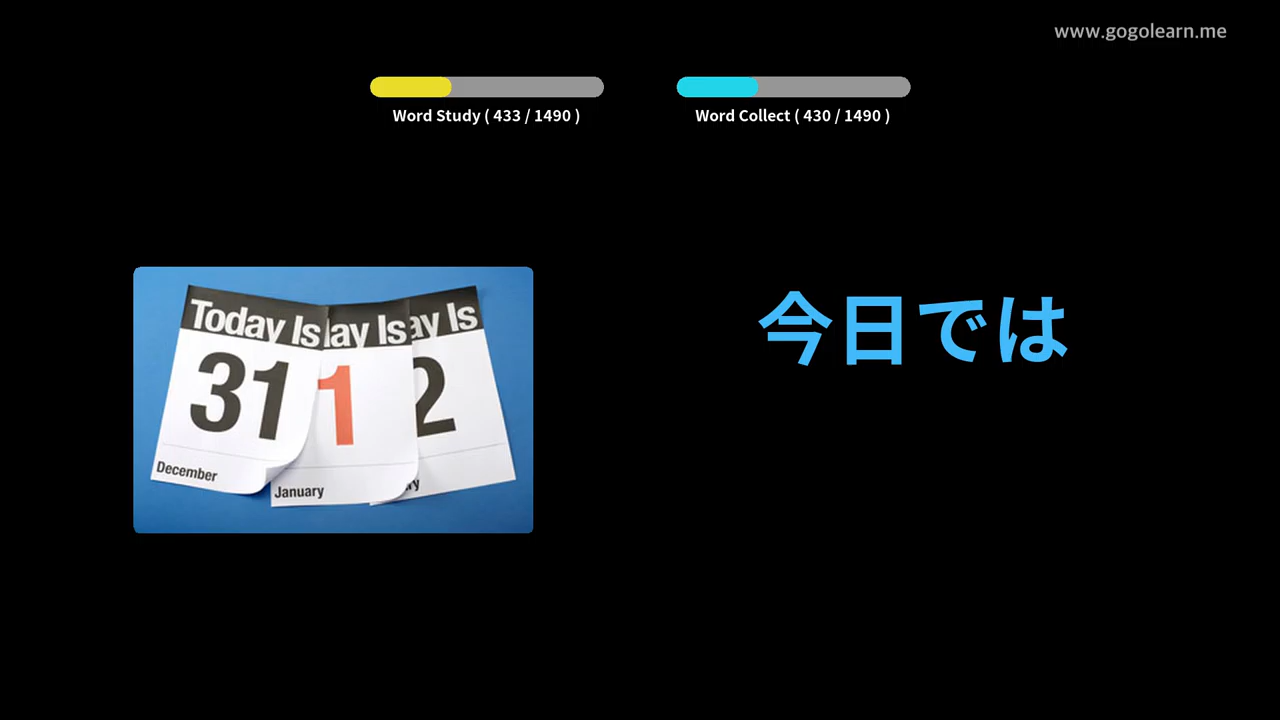 www.gogolearn.me
Word Study ( 433 / 1490 )
Word Collect ( 430 / 1490 )
今日では
Today Is
ay Is
ay Is
31
1
2
December
January
ry